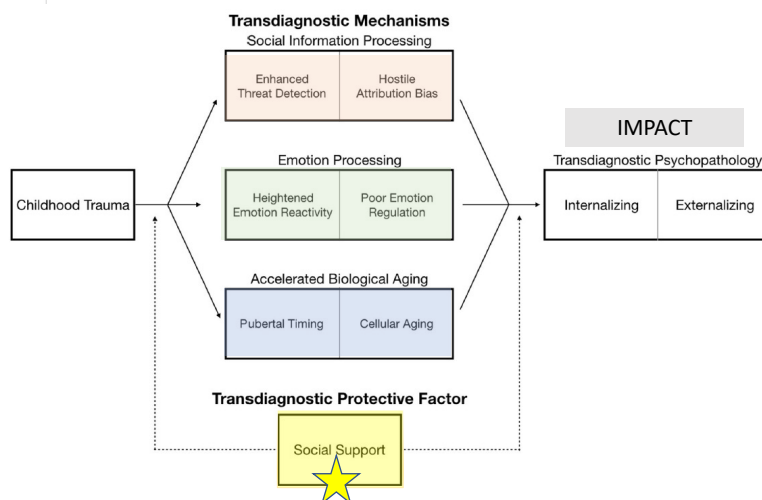 Transdiagnostic Mechanisms
Social Information Processing
Enhanced
Threat Detection
Hostile
Attribution Bias
IMPACT
Transdiagnostic Psychopathology
Emotion Processing
Childhood Trauma
Heightened
Emotion Reactivity
Poor Emotion
Regulation
Internalizing
Externalizing
Accelerated Biological Aging
Pubertal Timing
Cellular Aging
Transdiagnostic Protective Factor
Social Support